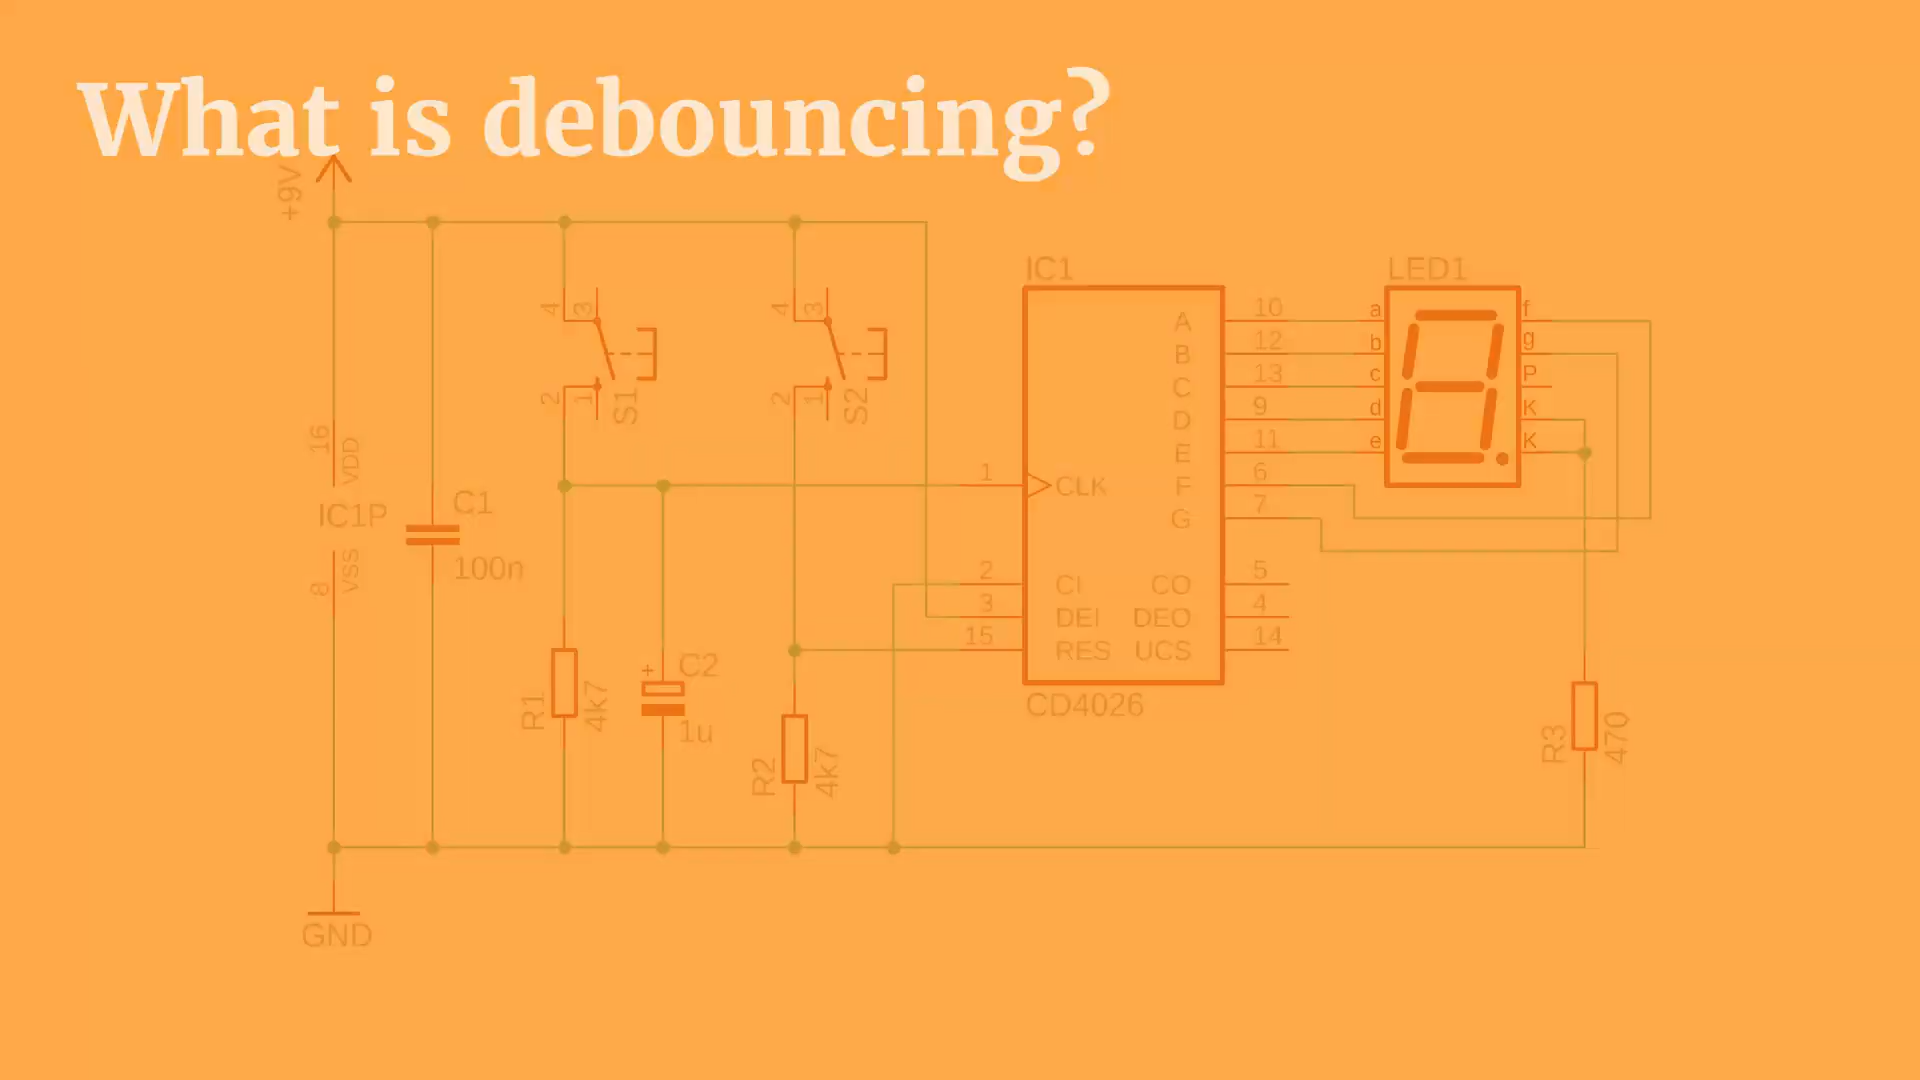 What is debouncing?
+9V
IC1
LED1
4
3
4
3
2
1
S1
2
1
S2
A
10
a
f
B
12
b
g
C
13
c
P
D
9
d
K
E
11
e
K
1
CLK
F
6
G
7
16
VDD
IC1P
8
VSS
C1
100n
2
CI
CO
5
3
DEI
DEO
4
15
RES
UCS
14
CD4026
R1
4k7
+
C2
1u
R2
4k7
R3
470
GND